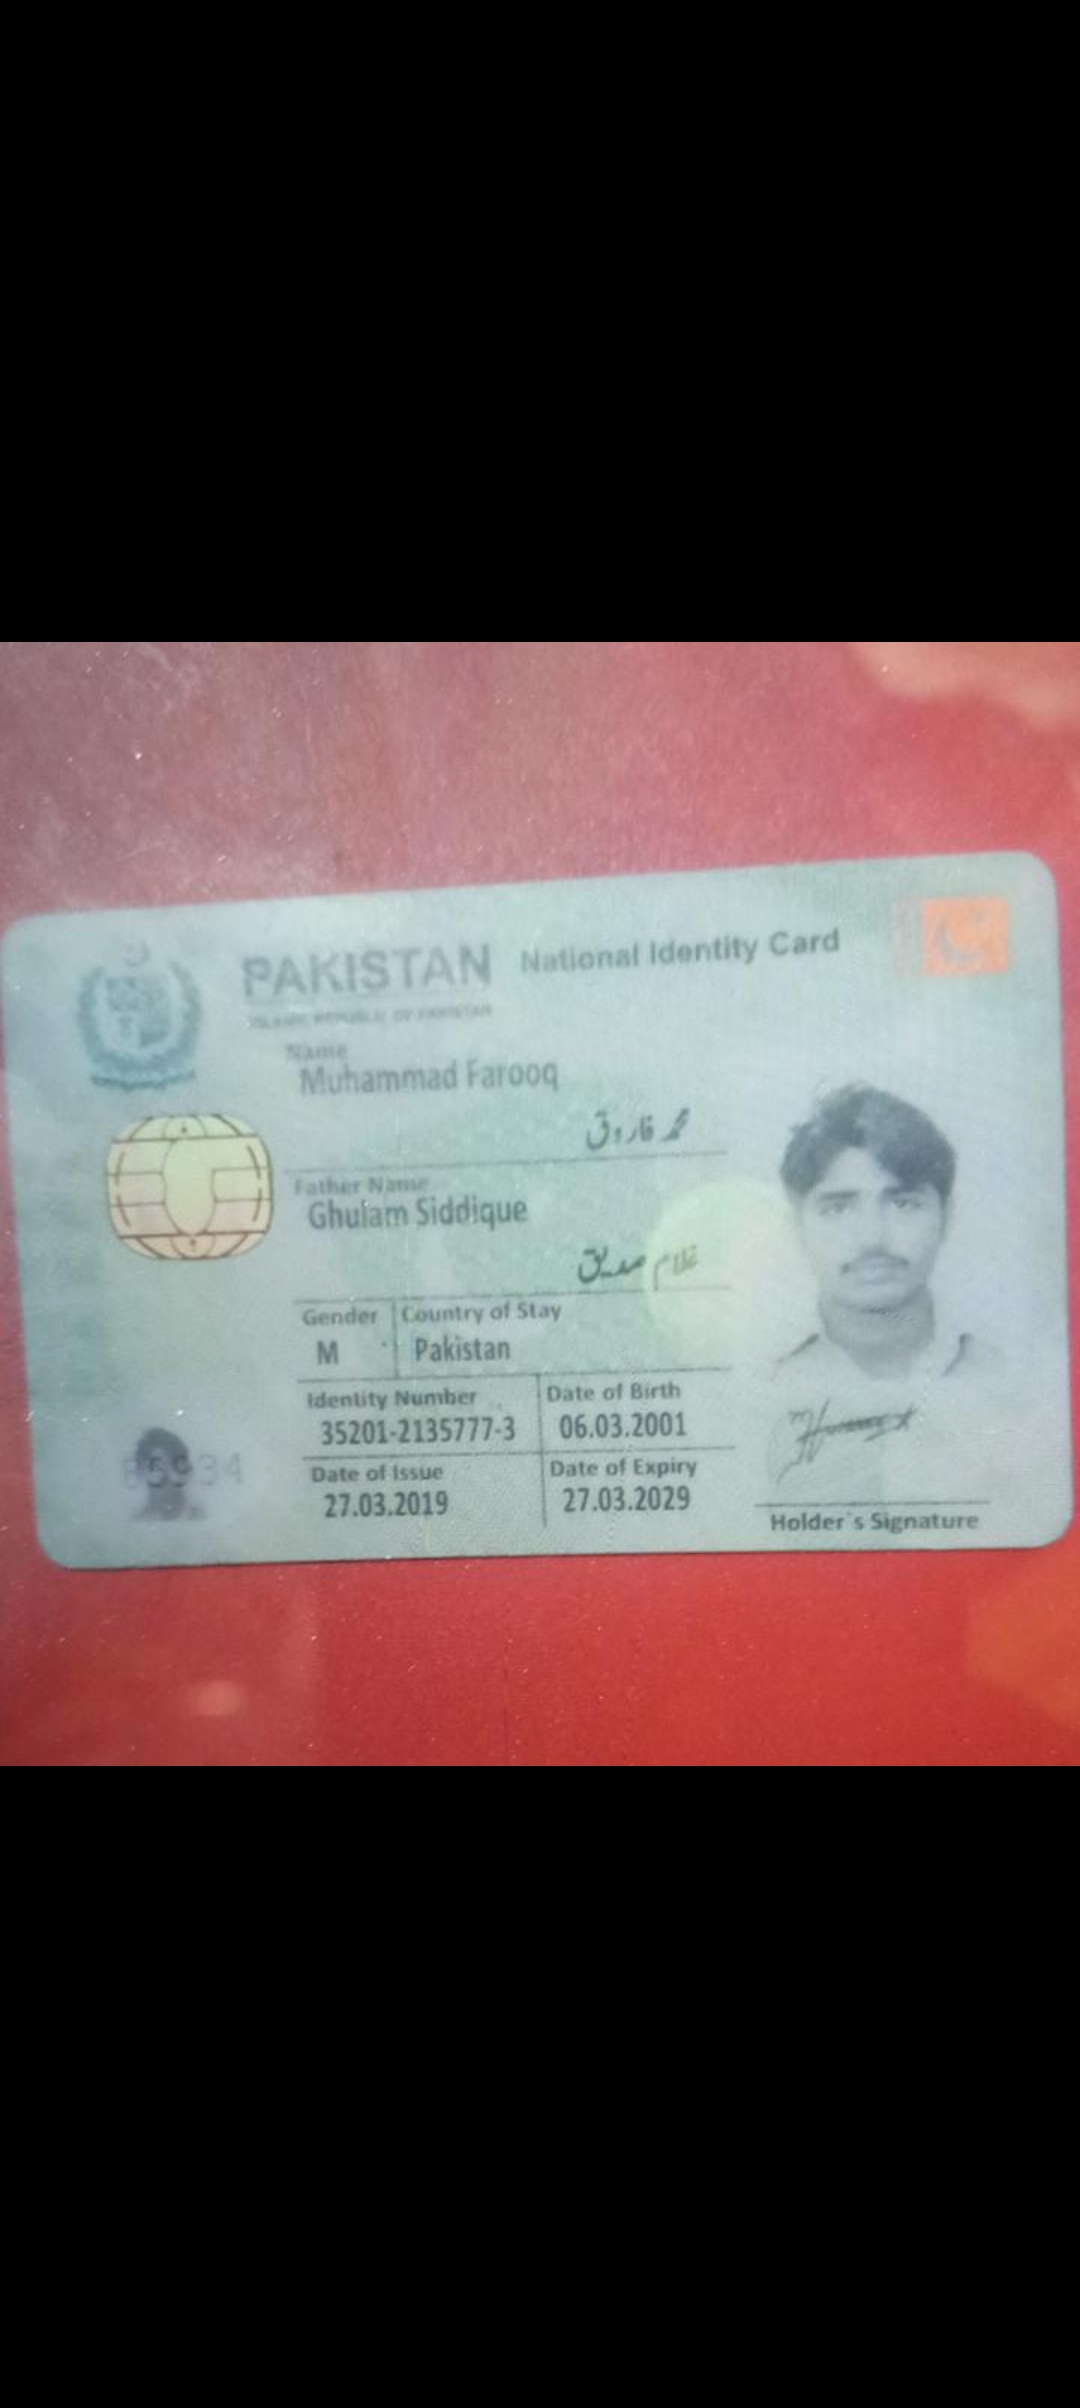 PAKISTAN National Identity Card
ISLAMIC REPUBLIC OF PAKISTAN
Name
Muhammad Farooq
محمد فاروق
Father Name
Ghulam Siddique
غلام صدیق
Gender Country of Stay
M Pakistan
Identity Number Date of Birth
35201-2135777-3 06.03.2001
Date of Issue Date of Expiry
27.03.2019 27.03.2029
Holder's Signature